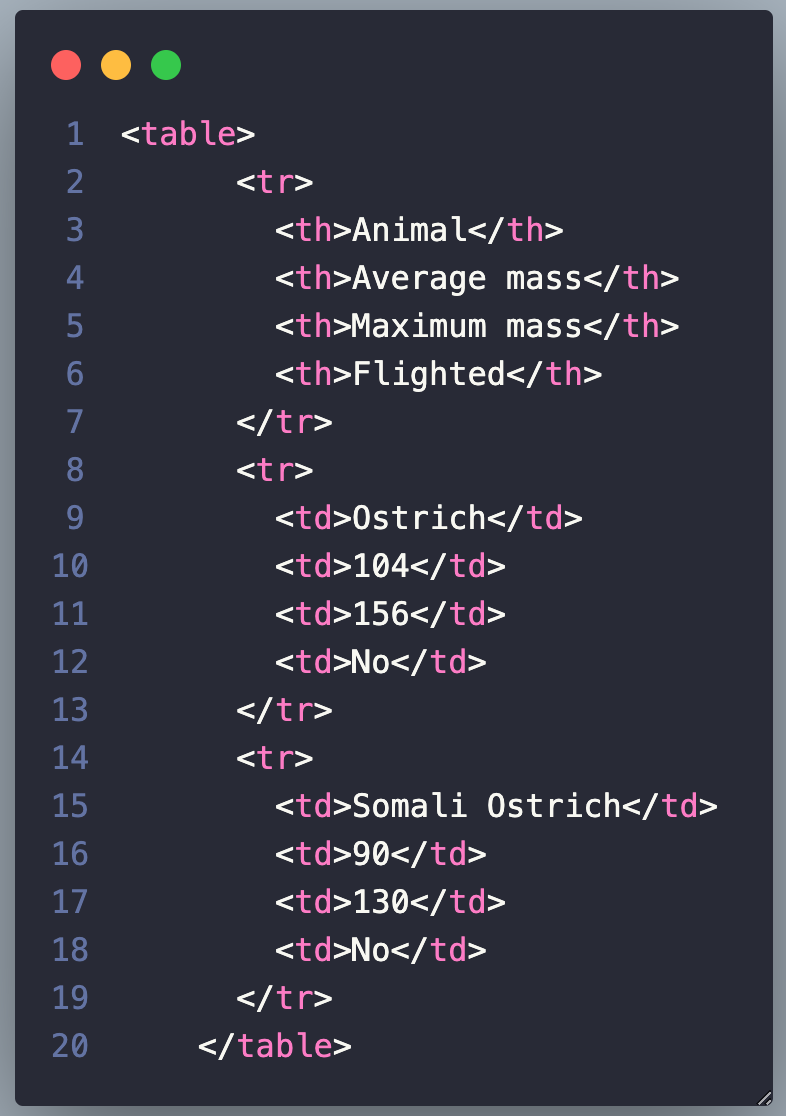 1 <table>
2       <tr>
3         <th>Animal</th>
4         <th>Average mass</th>
5         <th>Maximum mass</th>
6         <th>Flighted</th>
7       </tr>
8       <tr>
9         <td>Ostrich</td>
10         <td>104</td>
11         <td>156</td>
12         <td>No</td>
13       </tr>
14       <tr>
15         <td>Somali Ostrich</td>
16         <td>90</td>
17         <td>130</td>
18         <td>No</td>
19       </tr>
20     </table>